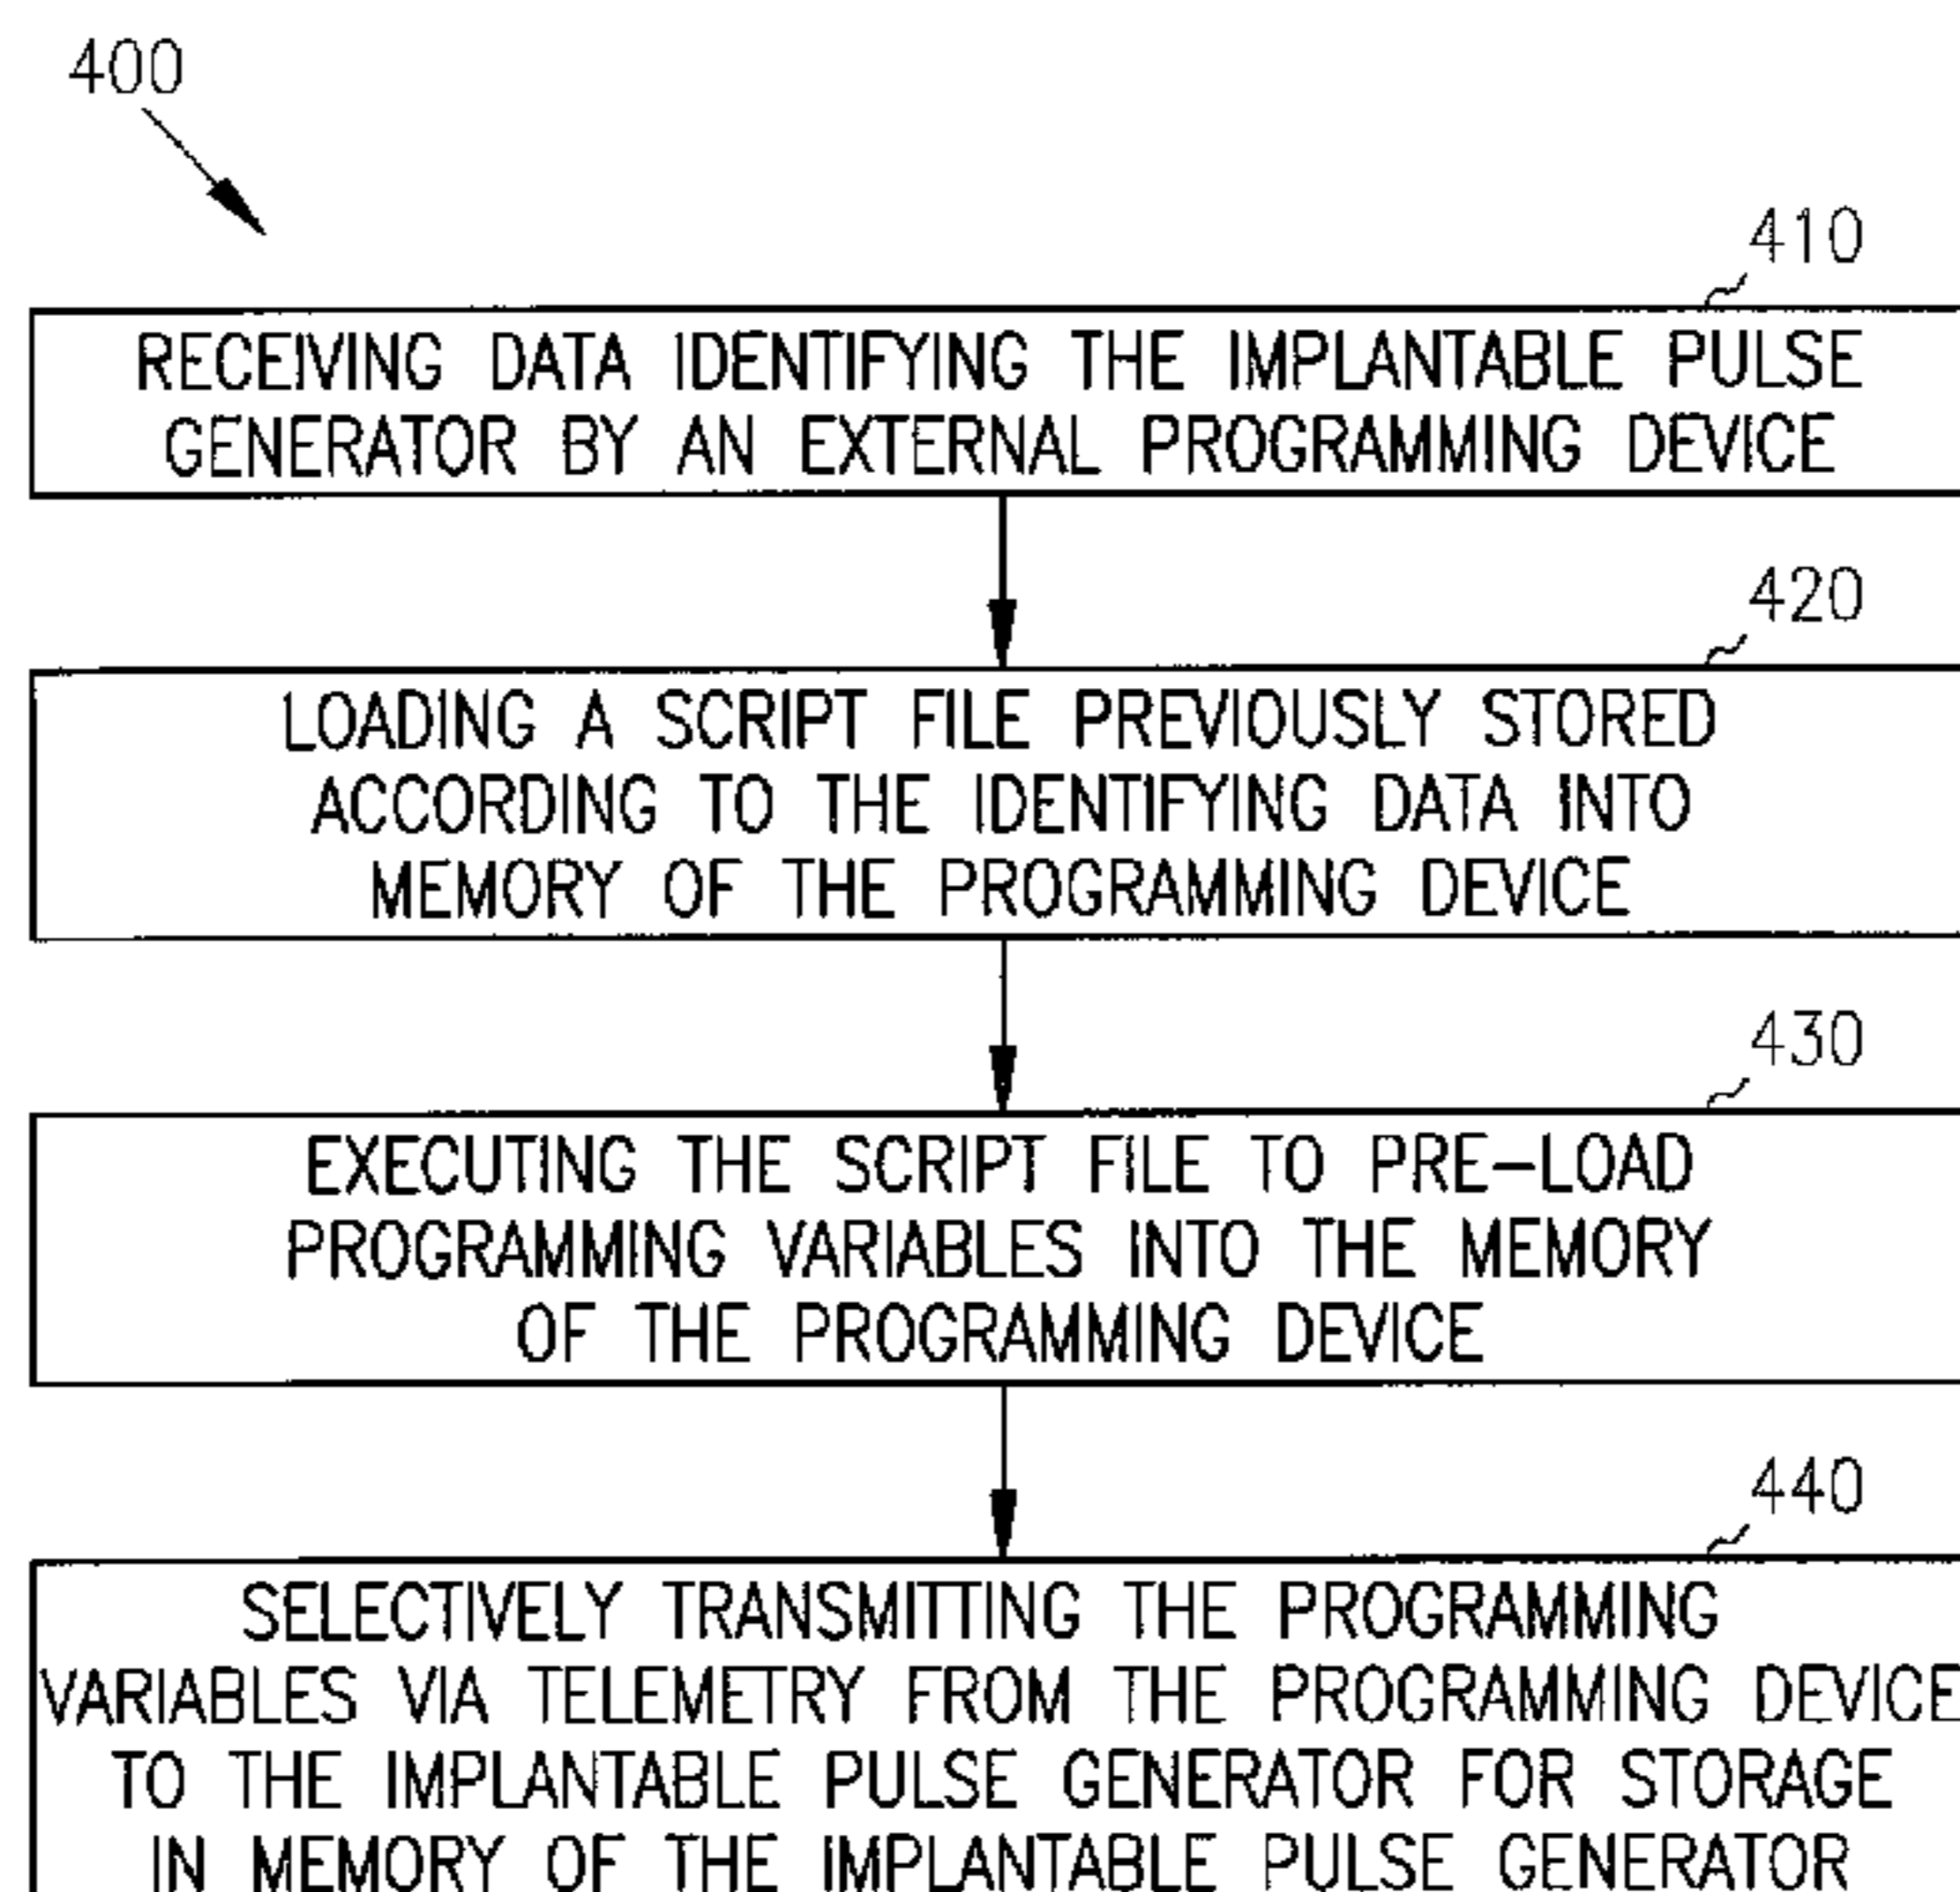 400
410
RECEIVING DATA IDENTIFYING THE IMPLANTABLE PULSE
GENERATOR BY AN EXTERNAL PROGRAMMING DEVICE
420
LOADING A SCRIPT FILE PREVIOUSLY STORED
ACCORDING TO THE IDENTIFYING DATA INTO
MEMORY OF THE PROGRAMMING DEVICE
430
EXECUTING THE SCRIPT FILE TO PRE-LOAD
PROGRAMMING VARIABLES INTO THE MEMORY
OF THE PROGRAMMING DEVICE
440
SELECTIVELY TRANSMITTING THE PROGRAMMING
VARIABLES VIA TELEMETRY FROM THE PROGRAMMING DEVICE
TO THE IMPLANTABLE PULSE GENERATOR FOR STORAGE
IN MEMORY OF THE IMPLANTABLE PULSE GENERATOR